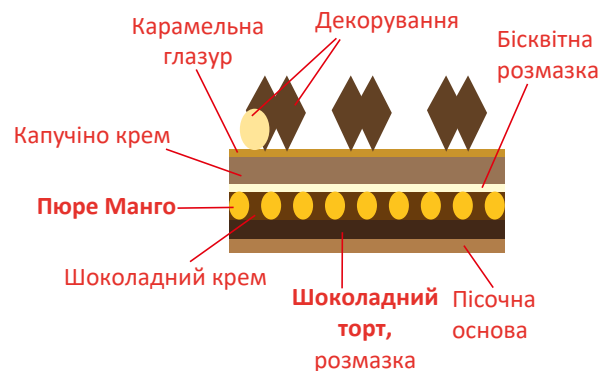 Карамельна
глазур
Декорування
Бісквітна
розмазка
Капучіно крем
Пюре Манго
Шоколадний крем
Шоколадний
торт,
розмазка
Пісочна
основа